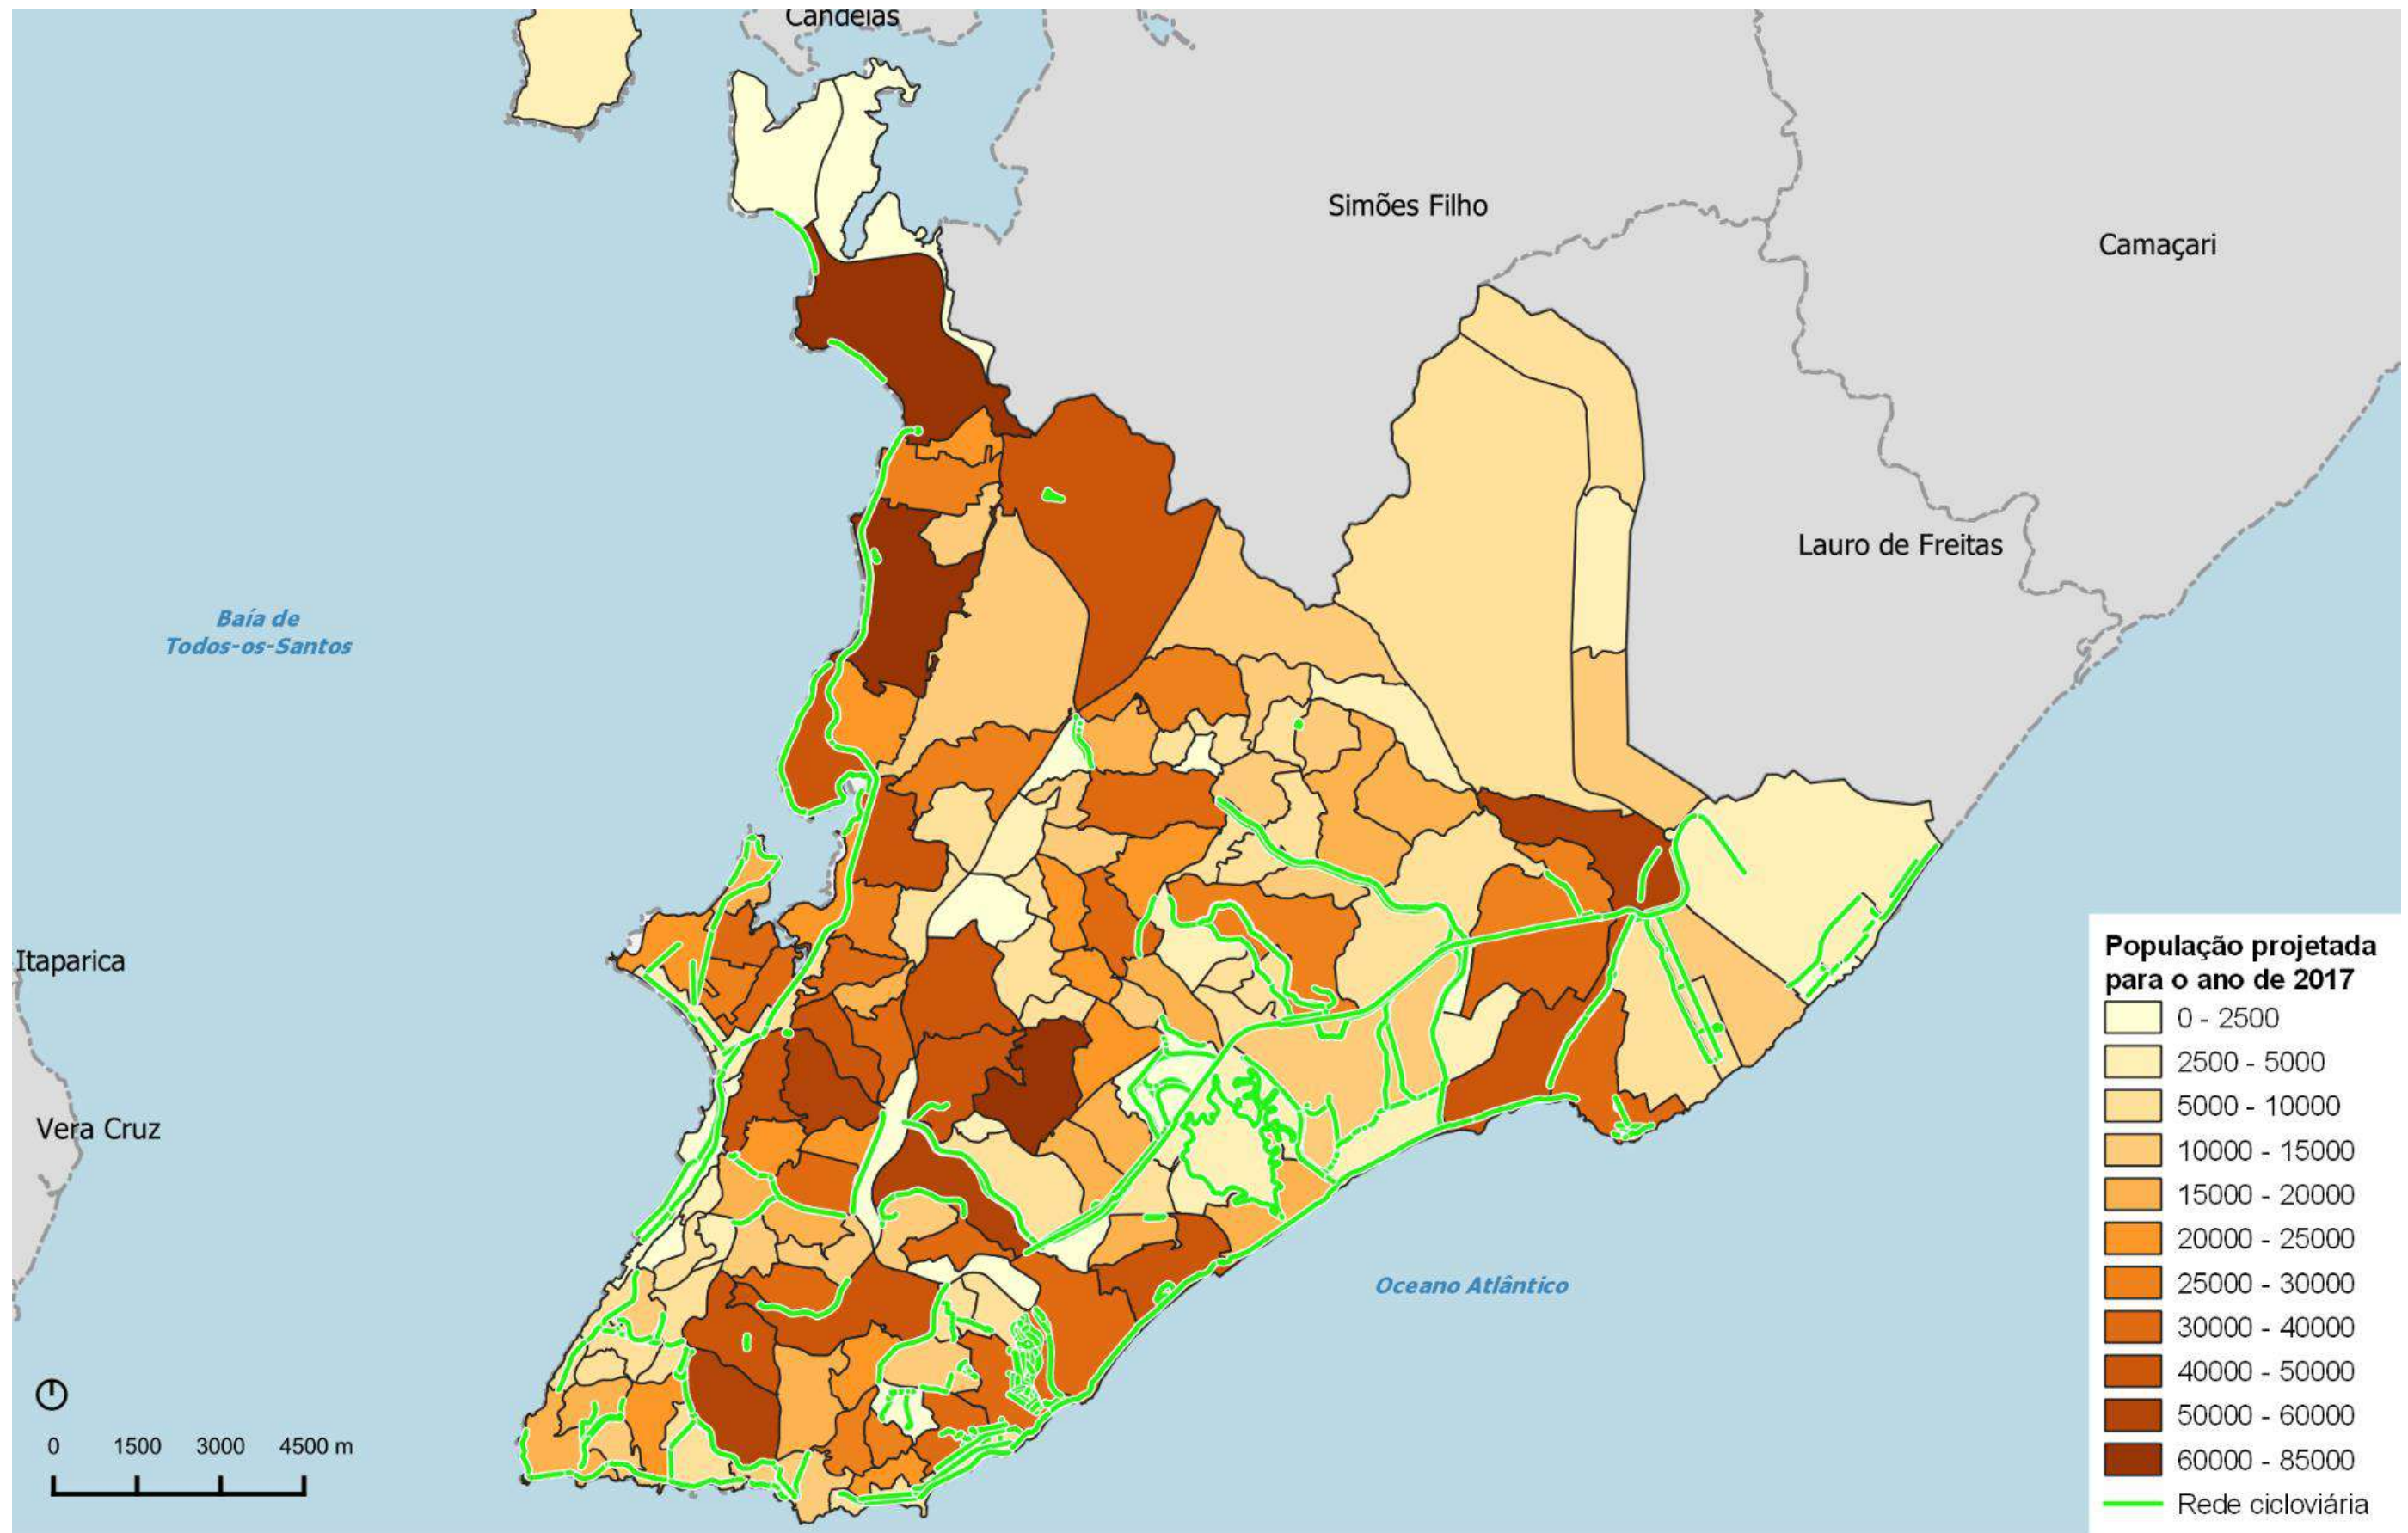 Candeias
Simões Filho
Camaçari
Lauro de Freitas
Baía de
Todos-os-Santos
Itaparica
Vera Cruz
Oceano Atlântico
0 1500 3000 4500 m
População projetada
para o ano de 2017
0 - 2500
2500 - 5000
5000 - 10000
10000 - 15000
15000 - 20000
20000 - 25000
25000 - 30000
30000 - 40000
40000 - 50000
50000 - 60000
60000 - 85000
Rede cicloviária